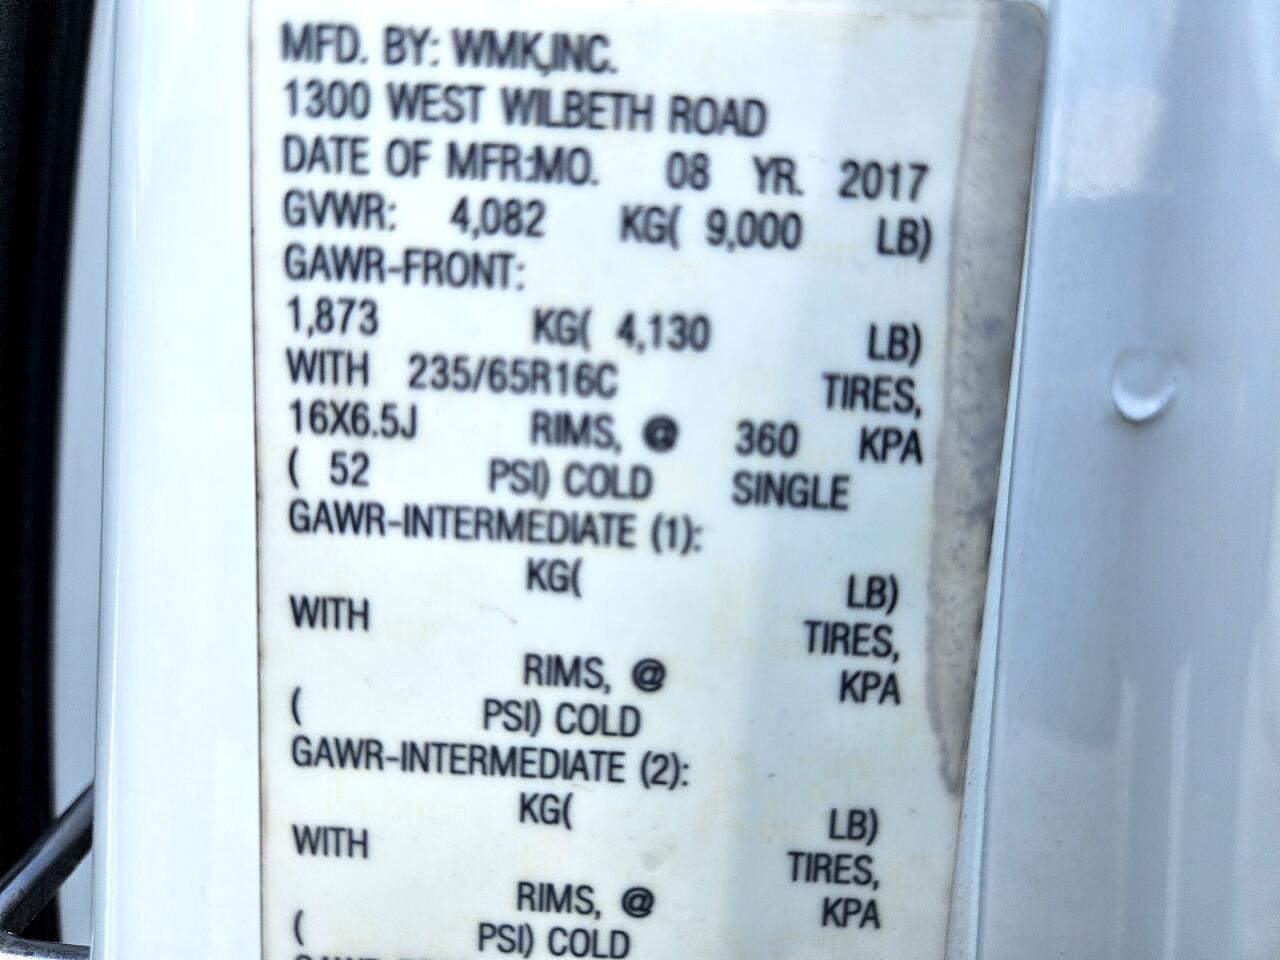 MFD. BY: WMK,INC.
1300 WEST WILBETH ROAD
DATE OF MFR:MO. 08 YR. 2017
GVWR: 4,082 KG( 9,000 LB)
GAWR-FRONT:
1,873 KG( 4,130 LB)
WITH 235/65R16C TIRES,
16X6.5J RIMS, @ 360 KPA
( 52 PSI) COLD SINGLE
GAWR-INTERMEDIATE (1):
KG( LB)
WITH TIRES,
RIMS, @ KPA
( PSI) COLD
GAWR-INTERMEDIATE (2):
KG( LB)
WITH TIRES,
RIMS, @ KPA
( PSI) COLD